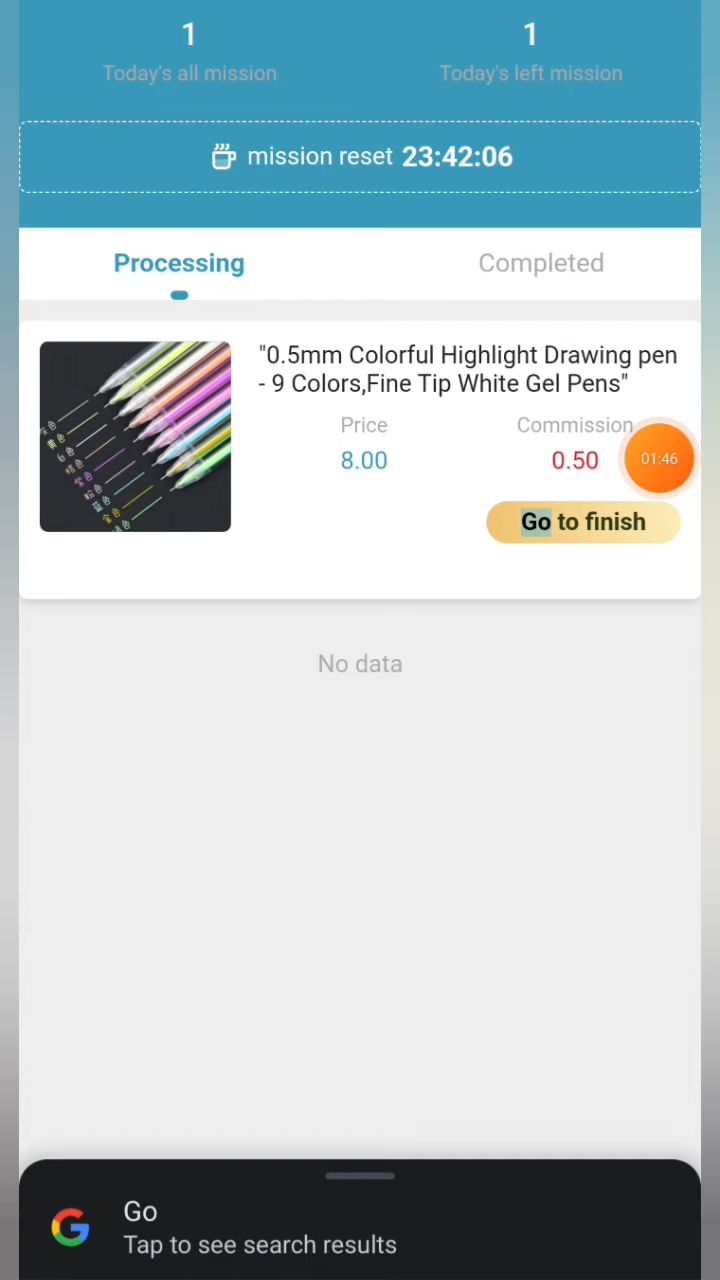 1
1
Today's all mission
Today's left mission
mission reset 23:42:06
Processing
Completed
"0.5mm Colorful Highlight Drawing pen
- 9 Colors,Fine Tip White Gel Pens"
Price
Commission
8.00
0.50
01:46
Go to finish
No data
Go
Tap to see search results